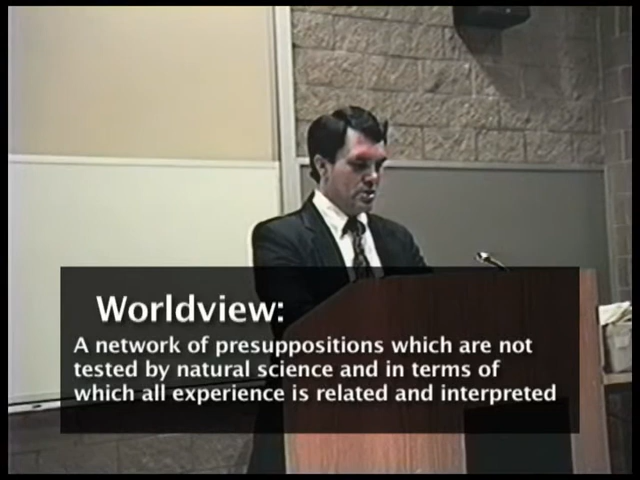 Worldview:
A network of presuppositions which are not
tested by natural science and in terms of
which all experience is related and interpreted